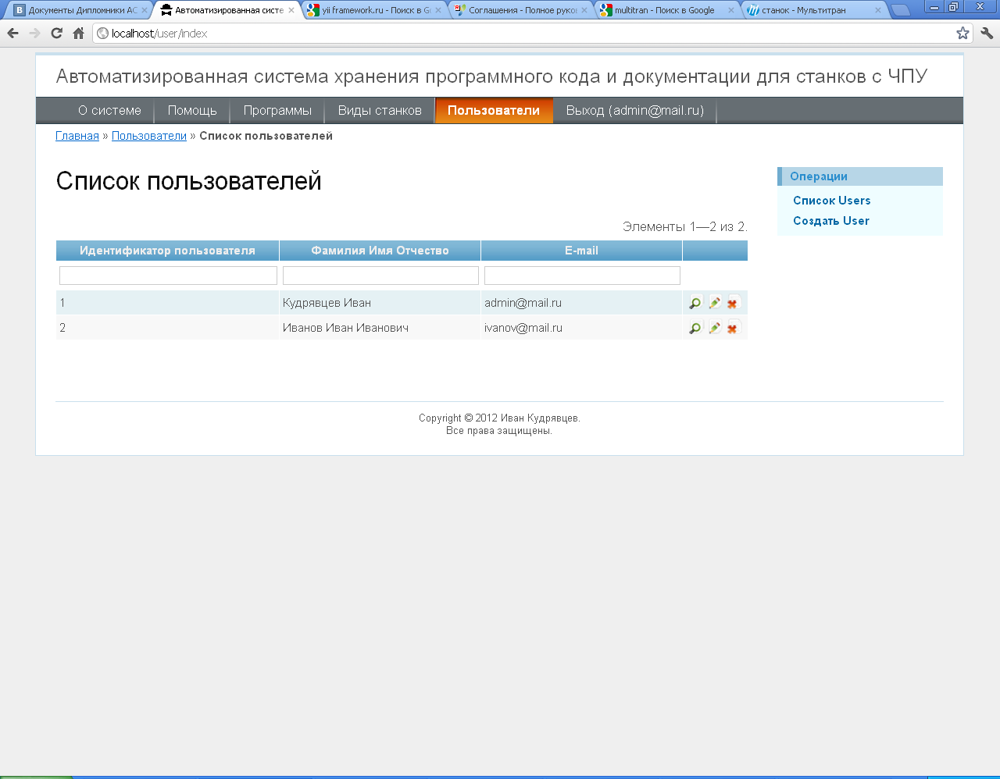 Документы Дипломники АС
Автоматизированная систе
yii framework.ru - Поиск в Go
Соглашения - Полное руко
multitran - Поиск в Google
станок - Мультитран
localhost/user/index
Автоматизированная система хранения программного кода и документации для станков с ЧПУ
О системе Помощь Программы Виды станков Пользователи Выход (admin@mail.ru)
Главная » Пользователи » Список пользователей
Список пользователей
Операции
Список Users
Создать User
Элементы 1—2 из 2.
Идентификатор пользователя Фамилия Имя Отчество E-mail
1 Кудрявцев Иван admin@mail.ru
2 Иванов Иван Иванович ivanov@mail.ru
Copyright © 2012 Иван Кудрявцев.
Все права защищены.